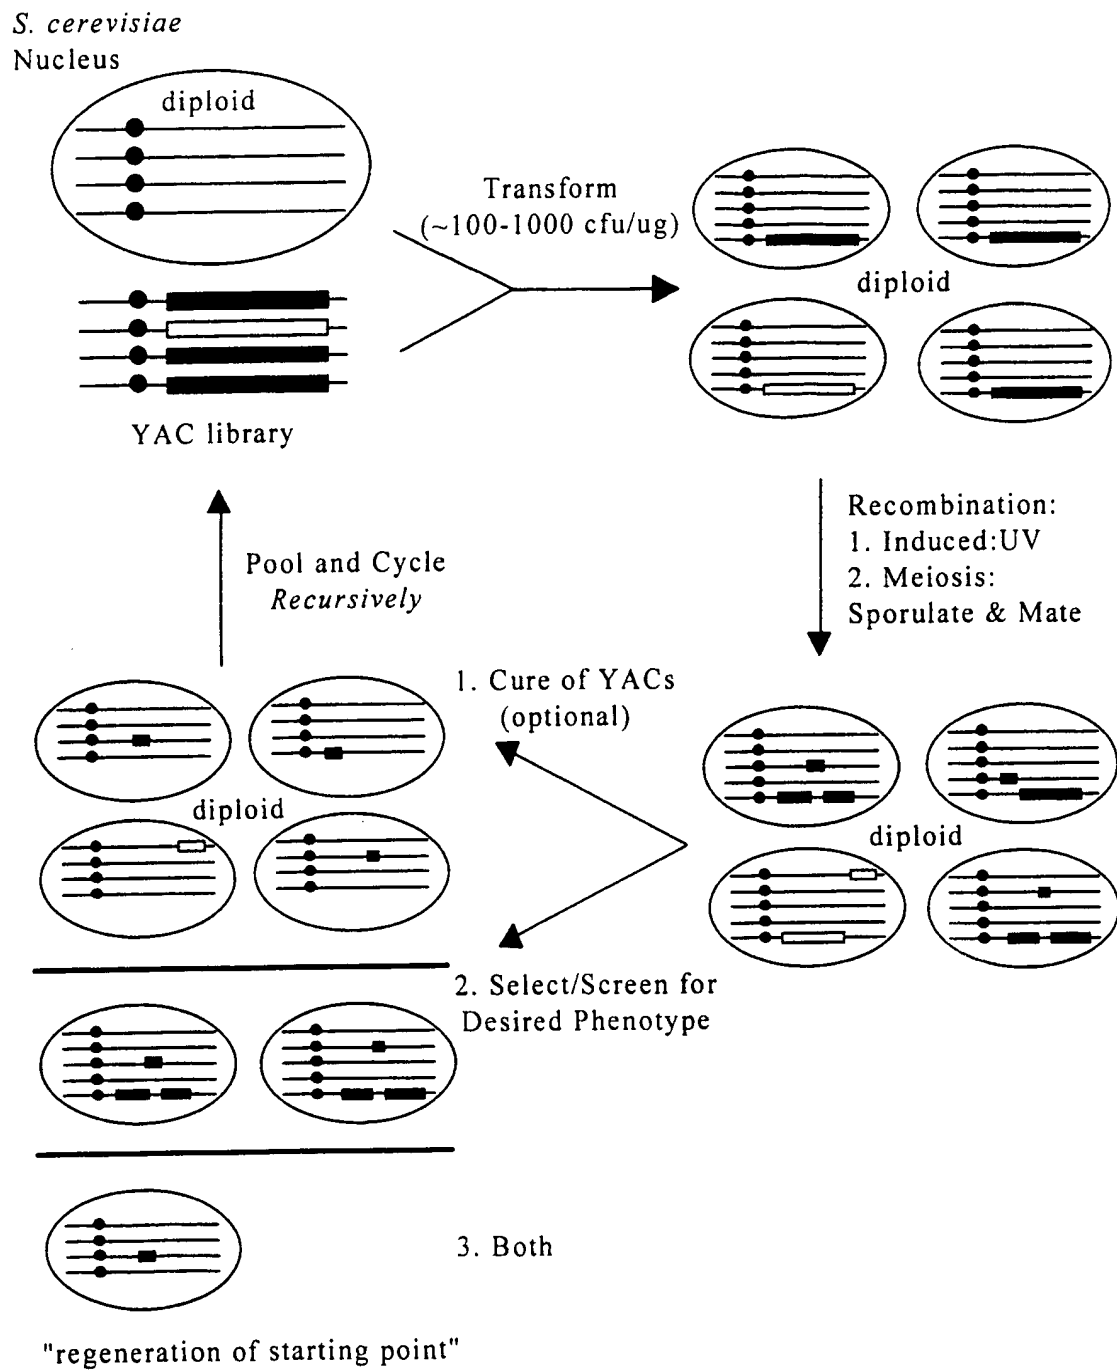 S. cerevisiae
Nucleus
diploid
YAC library
Transform
(~100-1000 cfu/ug)
diploid
Recombination:
1. Induced:UV
2. Meiosis:
Sporulate & Mate
diploid
1. Cure of YACs
(optional)
2. Select/Screen for
Desired Phenotype
3. Both
Pool and Cycle
Recursively
diploid
"regeneration of starting point"